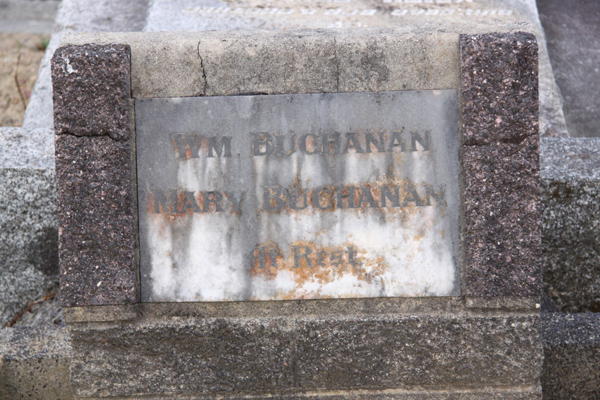 WM. BUCHANAN
MARY BUCHANAN
At Rest.